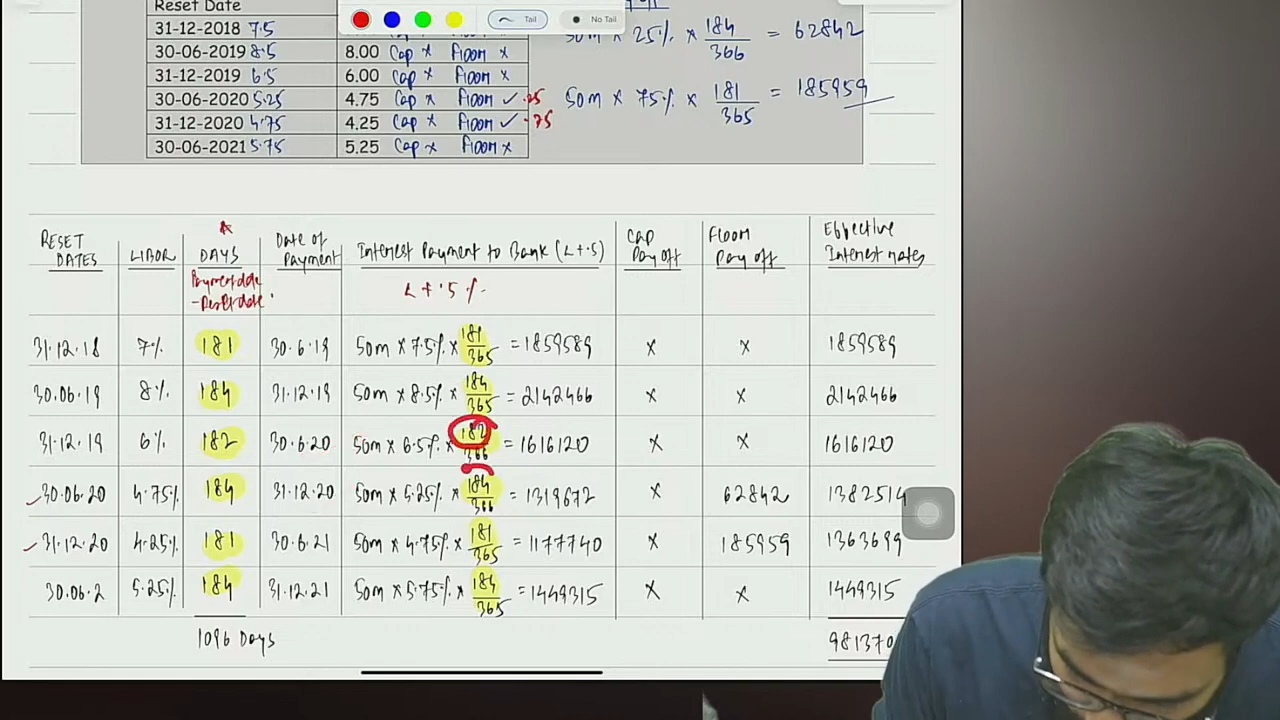 Reset Date
Tail
No Tail
31-12-2018 7.5
50m × 25% × 184/366 = 62842
30-06-2019 8.5 8.00 Cap × Floor ×
31-12-2019 6.5 6.00 Cap × Floor ×
30-06-2020 5.25 4.75 Cap × Floor ✓ .25
50m × 75% × 181/365 = 185959
31-12-2020 4.75 4.25 Cap × Floor ✓ .75
30-06-2021 5.75 5.25 Cap × Floor ×
RESET DATES LIBOR DAYS Date of Payment Interest Payment to Bank (L+.5) Cap Pay off Floor Pay off Effective Interest
Payment date - Reset date
L + .5%
31.12.18 7% 181 30.6.19 50m × 7.5% × 181/365 = 1859589 × × 1859589
30.06.19 8% 184 31.12.19 50m × 8.5% × 184/365 = 2142466 × × 2142466
31.12.19 6% 182 30.6.20 50m × 6.5% × 182/366 = 1616120 × × 1616120
30.06.20 4.75% 184 31.12.20 50m × 5.25% × 184/366 = 1319672 × 62842 1382514
31.12.20 4.25% 181 30.6.21 50m × 4.75% × 181/365 = 1177740 × 185959 1363699
30.06.2 5.25% 184 31.12.21 50m × 5.75% × 184/365 = 1449315 × × 1449315
1096 Days 981370